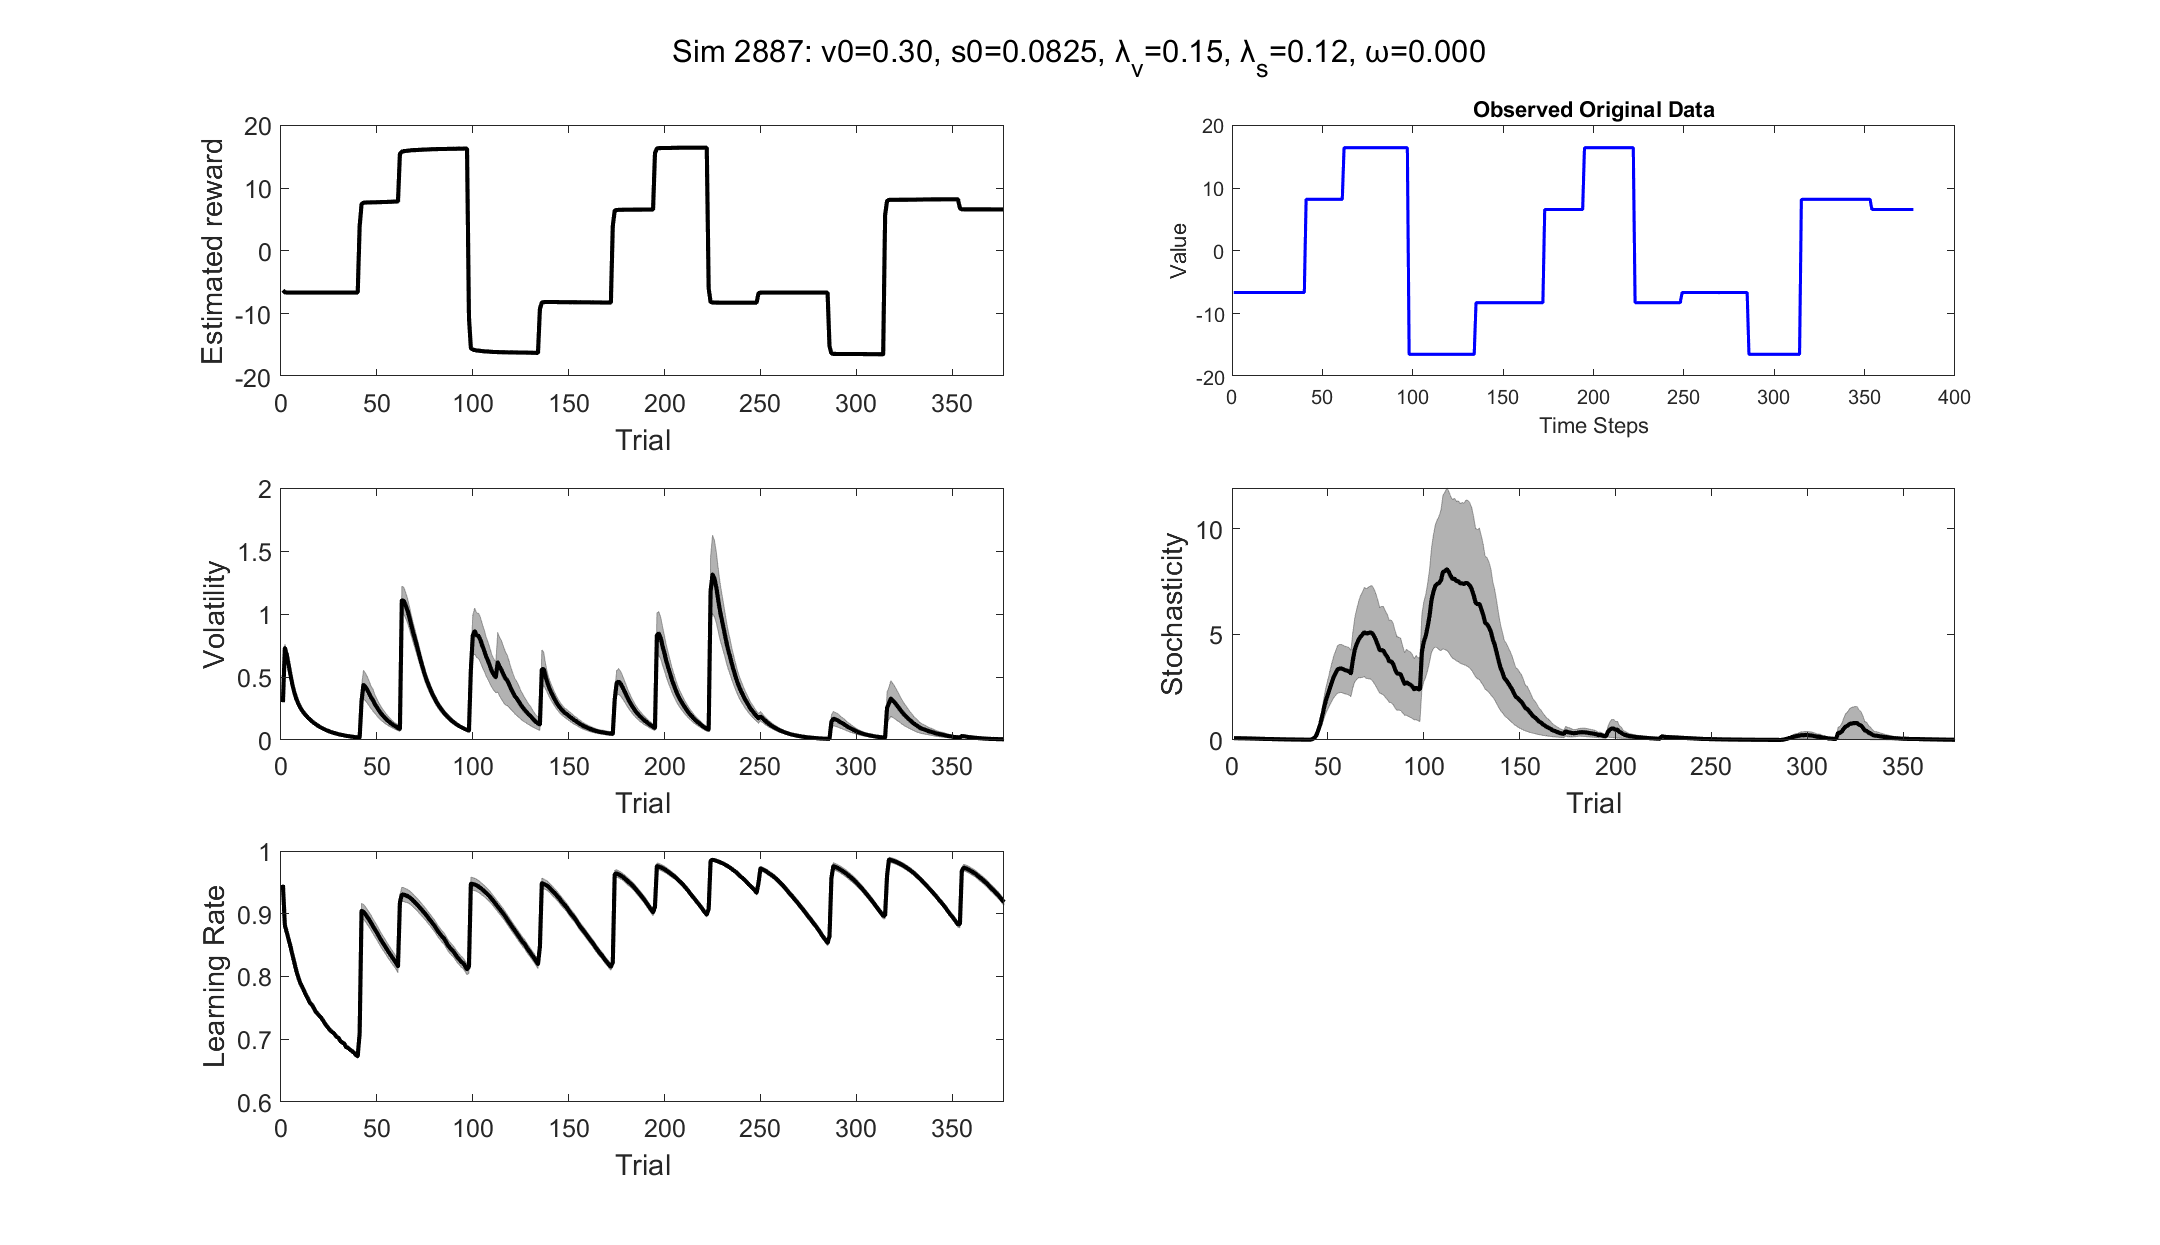 Sim 2887: v0=0.30, s0=0.0825, λ_v=0.15, λ_s=0.12, ω=0.000
Estimated reward
20
10
0
-10
-20
0 50 100 150 200 250 300 350
Trial
Observed Original Data
Value
20
10
0
-10
-20
0 50 100 150 200 250 300 350 400
Time Steps
Volatility
2
1.5
1
0.5
0
0 50 100 150 200 250 300 350
Trial
Stochasticity
10
5
0
0 50 100 150 200 250 300 350
Trial
Learning Rate
1
0.9
0.8
0.7
0.6
0 50 100 150 200 250 300 350
Trial